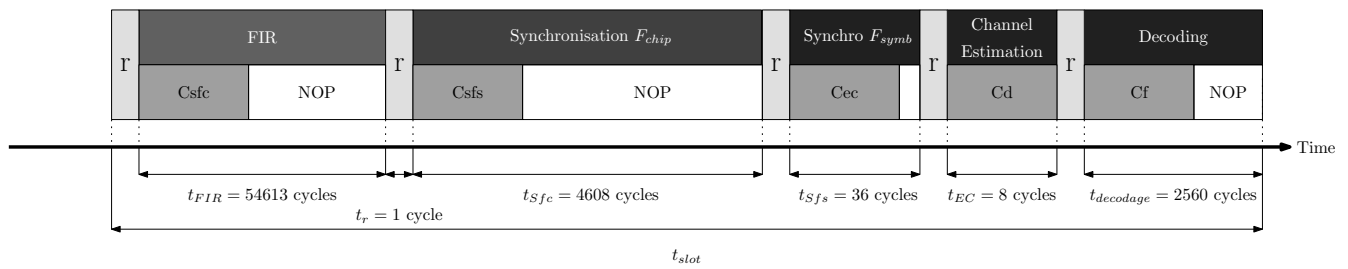 FIR
Synchronisation F_chip
Synchro F_symb
Channel
Estimation
Decoding
r
r
r
r
r
Csfc
NOP
Csfs
NOP
Cec
Cd
Cf
NOP
Time
t_FIR = 54613 cycles
t_Sfc = 4608 cycles
t_Sfs = 36 cycles
t_EC = 8 cycles
t_decodage = 2560 cycles
t_r = 1 cycle
t_slot